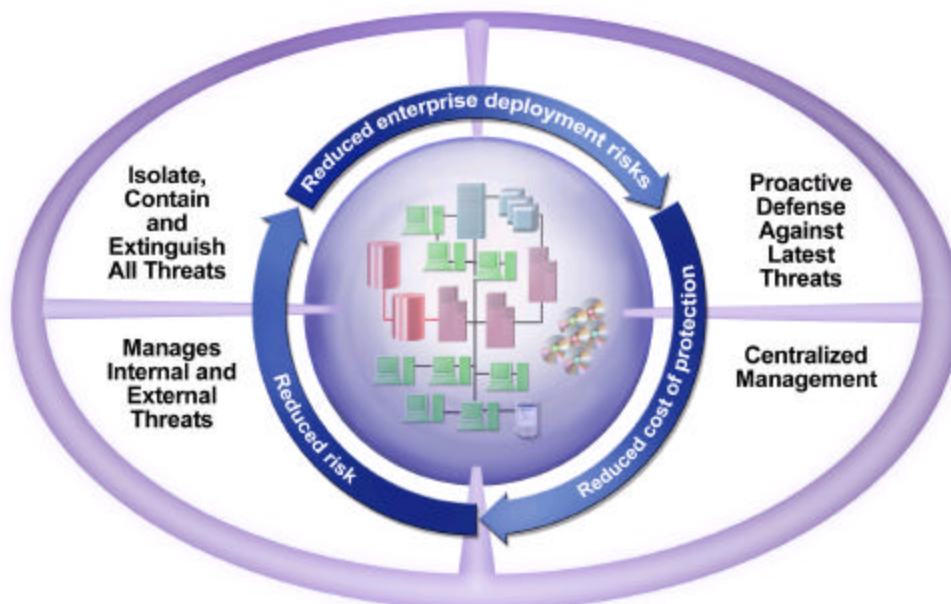 Reduced enterprise deployment risks
Isolate,
Contain
and
Extinguish
All Threats
Proactive
Defense
Against
Latest
Threats
Manages
Internal and
External
Threats
Centralized
Management
Reduced risk
Reduced cost of protection